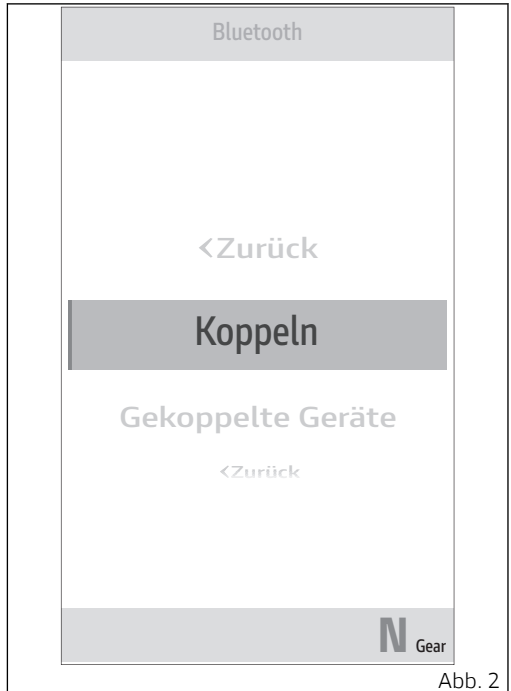 Bluetooth
<Zurück
Koppeln
Gekoppelte Geräte
<Zurück
N Gear
Abb. 2